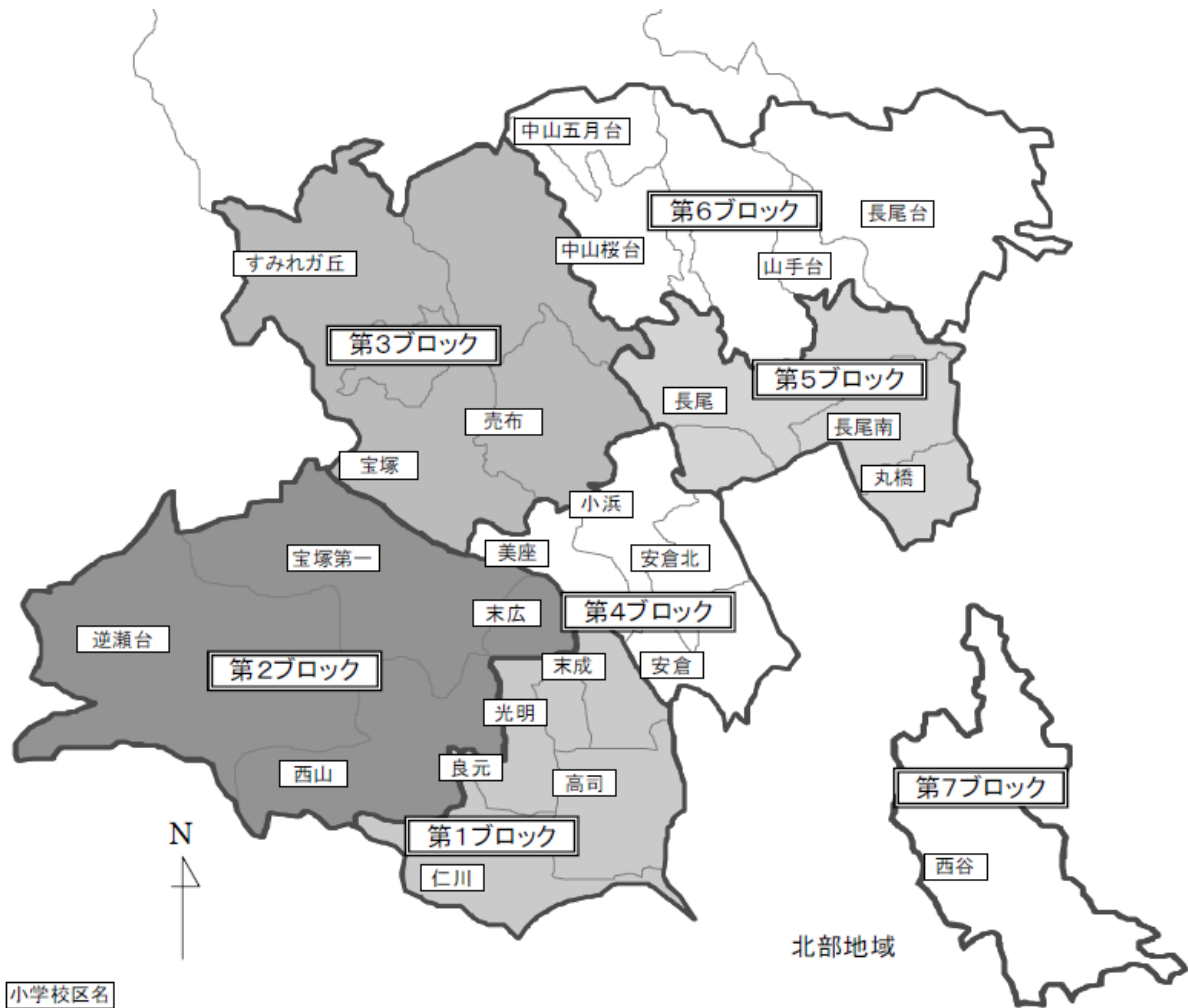 中山五月台
第6ブロック
長尾台
中山桜台
山手台
すみれガ丘
第3ブロック
第5ブロック
長尾
売布
長尾南
宝塚
丸橋
小浜
美座
安倉北
宝塚第一
末広
第4ブロック
逆瀬台
第2ブロック
末成
安倉
光明
西山
良元
高司
第7ブロック
N
第1ブロック
仁川
西谷
北部地域
小学校区名